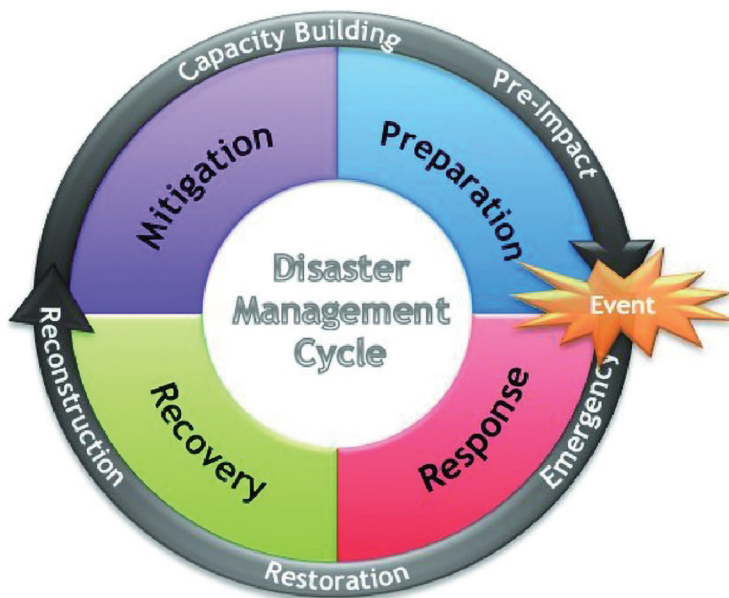 Capacity Building
Pre-Impact
Mitigation
Preparation
Disaster
Management
Cycle
Event
Reconstruction
Recovery
Response
Emergency
Restoration